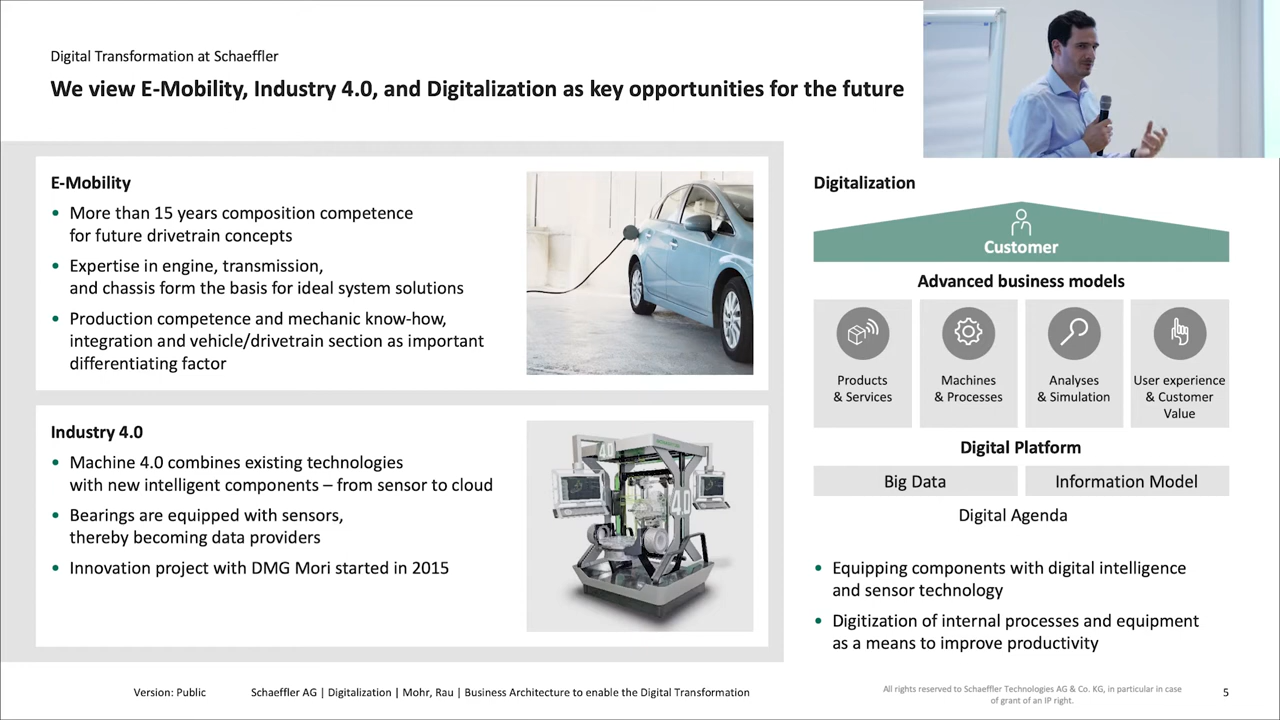 Digital Transformation at Schaeffler
We view E-Mobility, Industry 4.0, and Digitalization as key opportunities for the future
E-Mobility
• More than 15 years composition competence
for future drivetrain concepts
• Expertise in engine, transmission,
and chassis form the basis for ideal system solutions
• Production competence and mechanic know-how,
integration and vehicle/drivetrain section as important
differentiating factor
Industry 4.0
• Machine 4.0 combines existing technologies
with new intelligent components – from sensor to cloud
• Bearings are equipped with sensors,
thereby becoming data providers
• Innovation project with DMG Mori started in 2015
4.0
4.0
Digitalization
Customer
Advanced business models
Products
& Services
Machines
& Processes
Analyses
& Simulation
User experience
& Customer
Value
Digital Platform
Big Data
Information Model
Digital Agenda
• Equipping components with digital intelligence
and sensor technology
• Digitization of internal processes and equipment
as a means to improve productivity
Version: Public
Schaeffler AG | Digitalization | Mohr, Rau | Business Architecture to enable the Digital Transformation
All rights reserved to Schaeffler Technologies AG & Co. KG, in particular in case
of grant of an IP right.
5